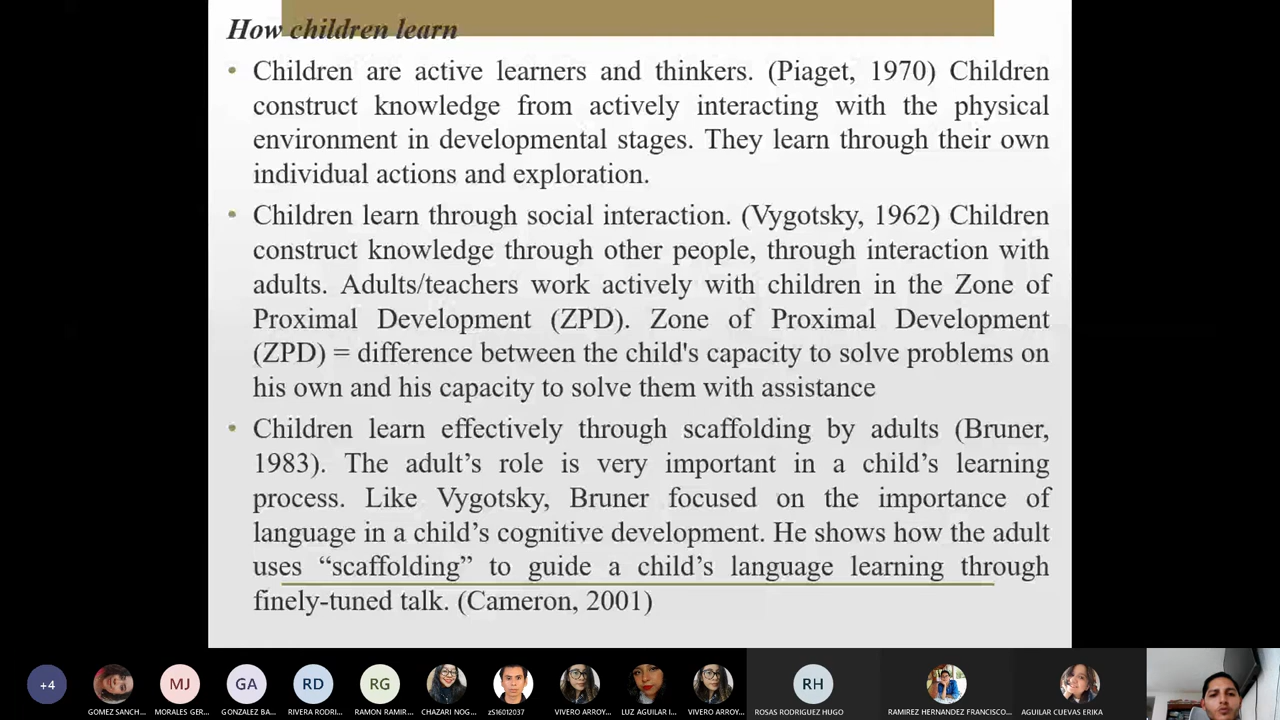 How children learn
• Children are active learners and thinkers. (Piaget, 1970) Children
construct knowledge from actively interacting with the physical
environment in developmental stages. They learn through their own
individual actions and exploration.
• Children learn through social interaction. (Vygotsky, 1962) Children
construct knowledge through other people, through interaction with
adults. Adults/teachers work actively with children in the Zone of
Proximal Development (ZPD). Zone of Proximal Development
(ZPD) = difference between the child's capacity to solve problems on
his own and his capacity to solve them with assistance
• Children learn effectively through scaffolding by adults (Bruner,
1983). The adult’s role is very important in a child’s learning
process. Like Vygotsky, Bruner focused on the importance of
language in a child’s cognitive development. He shows how the adult
uses “scaffolding” to guide a child’s language learning through
finely-tuned talk. (Cameron, 2001)
+4 MJ GA RD RG RH
GOMEZ SANCH... MORALES GER... GONZALEZ BA... RIVERA RODRI... RAMON RAMIR... CHAZARI NOG... zS16012037 VIVERO ARROY... LUZ AGUILAR I... VIVERO ARROY... ROSAS RODRIGUEZ HUGO RAMIREZ HERNANDEZ FRANCISCO... AGUILAR CUEVAS ERIKA